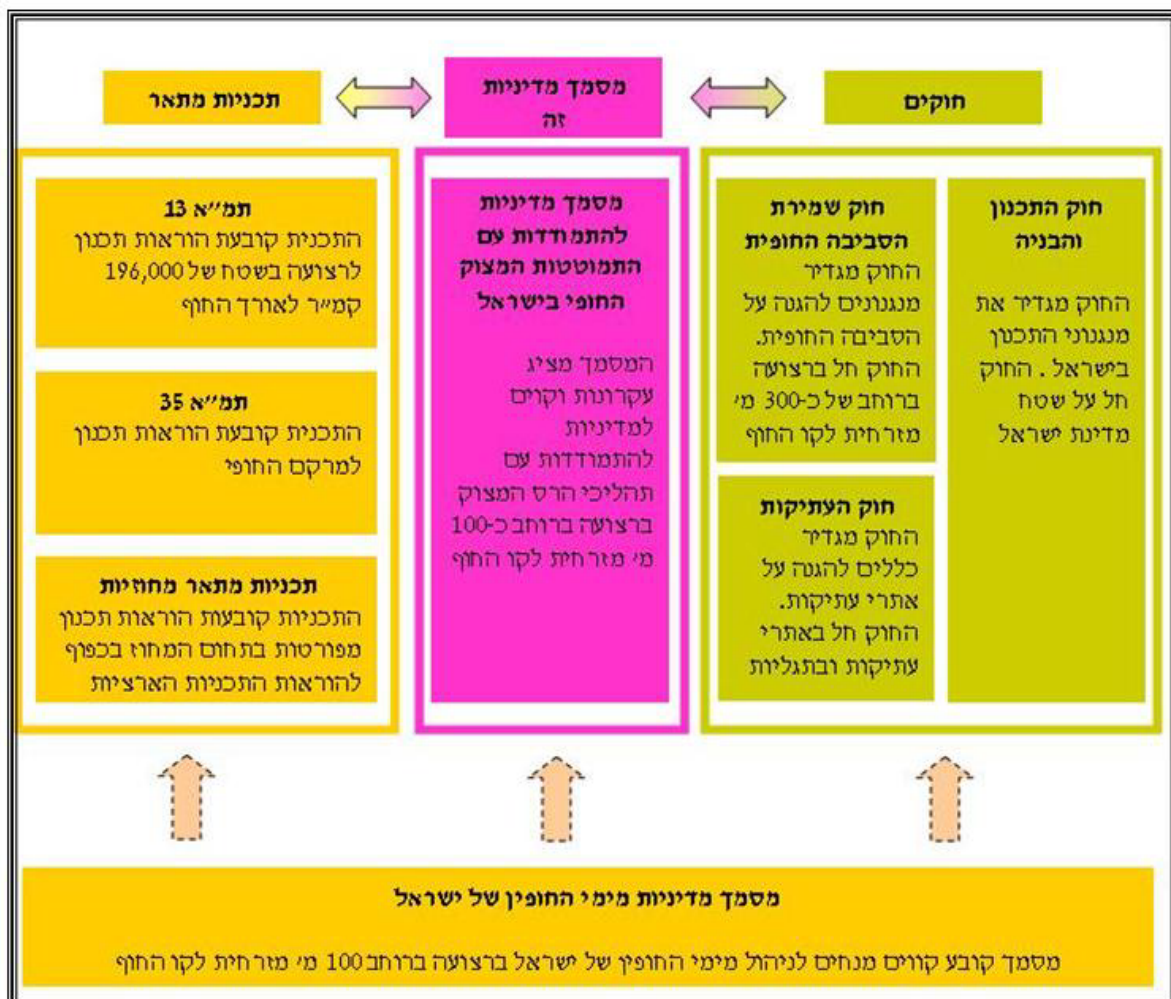 חוקים
מסמך מדיניות
זה
תכניות מתאר
חוק התכנון
והבניה
החוק מגדיר את
מנגנוני התכנון
בישראל . החוק
חל על שטח
מדינת ישראל
חוק שמירת
הסביבה החופית
החוק מגדיר
מנגנונים להגנה על
הסביבה החופית.
החוק חל ברצועה
ברוחב של כ-300 מ'
מזרחית לקו החוף
חוק העתיקות
החוק מגדיר
כללים להגנה על
אתרי עתיקות.
החוק חל באתרי
עתיקות ובתגליות
מסמך מדיניות
להתמודדות עם
התמוטטות המצוק
החופי בישראל
המסמך מציג
עקרונות וקוים
למדיניות
להתמודדות עם
תהליכי הרס המצוק
ברצועה ברוחב כ-100
מ' מזרחית לקו החוף
תמ''א 13
התכנית קובעת הוראות תכנון
לרצועה בשטח של 196,000
קמ''ר לאורך החוף
תמ''א 35
התכנית קובעת הוראות תכנון
למרקם החופי
תכניות מתאר מחוזיות
התכניות קובעות הוראות תכנון
מפורטות בתחום המחוז בכפוף
להוראות התכניות הארציות
מסמך מדיניות מימי החופין של ישראל
מסמך קובע קווים מנחים לניהול מימי החופין של ישראל ברצועה ברוחב 100 מ' מזרחית לקו החוף